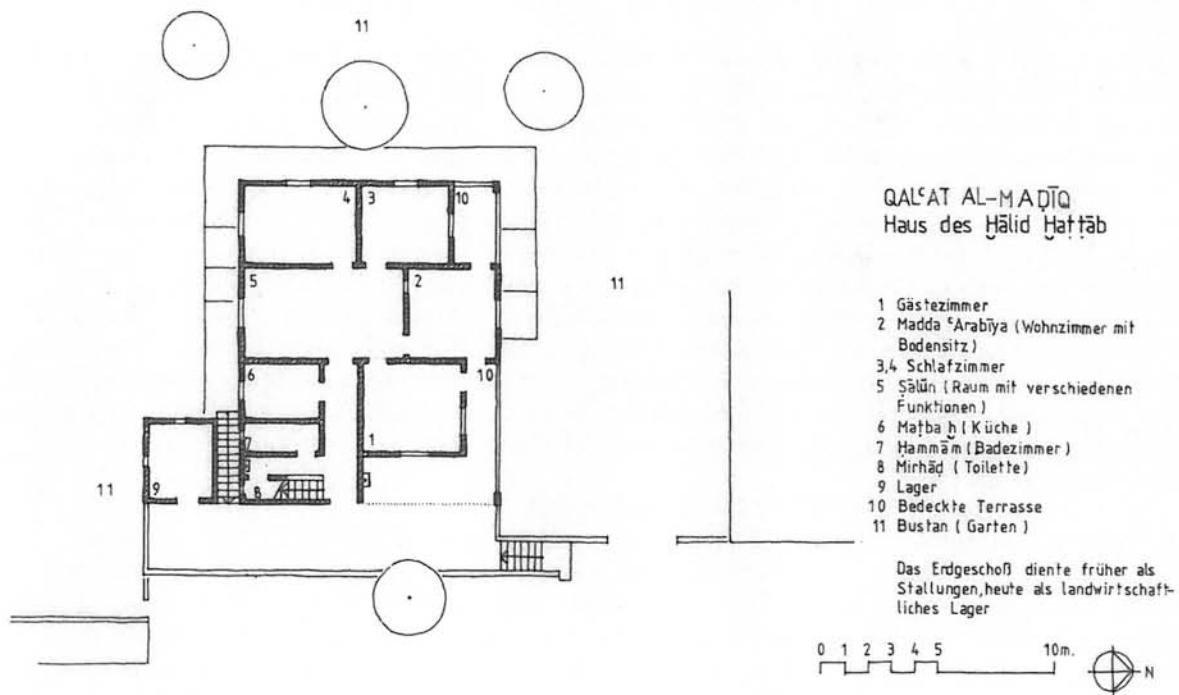 11
4 3 10
5 2
11
6 10
7 1
11 9 8
QALᶜAT AL-MAḌĪQ
Haus des Ḫālid Ḫaṭṭāb
1 Gästezimmer
2 Madda ᶜArabīya (Wohnzimmer mit
Bodensitz)
3,4 Schlafzimmer
5 Ṣālūn (Raum mit verschiedenen
Funktionen)
6 Maṭbaḫ (Küche)
7 Ḥammām (Badezimmer)
8 Mirḥāḍ (Toilette)
9 Lager
10 Bedeckte Terrasse
11 Bustan (Garten)
Das Erdgeschoß diente früher als
Stallungen, heute als landwirtschaft-
liches Lager
0 1 2 3 4 5 10m.
N